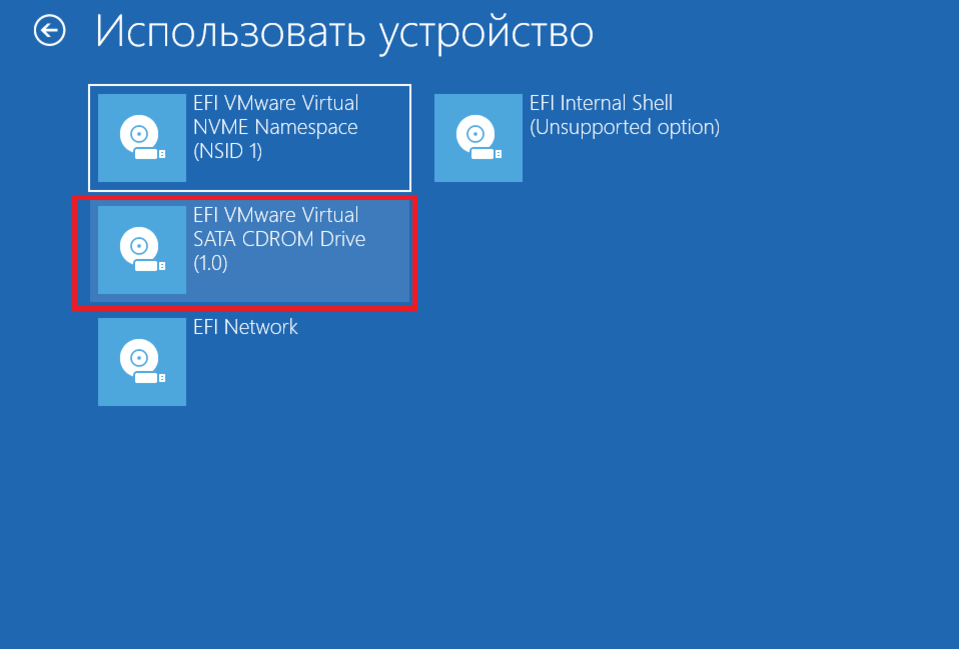 Использовать устройство
EFI VMware Virtual
NVME Namespace
(NSID 1)
EFI VMware Virtual
SATA CDROM Drive
(1.0)
EFI Network
EFI Internal Shell
(Unsupported option)